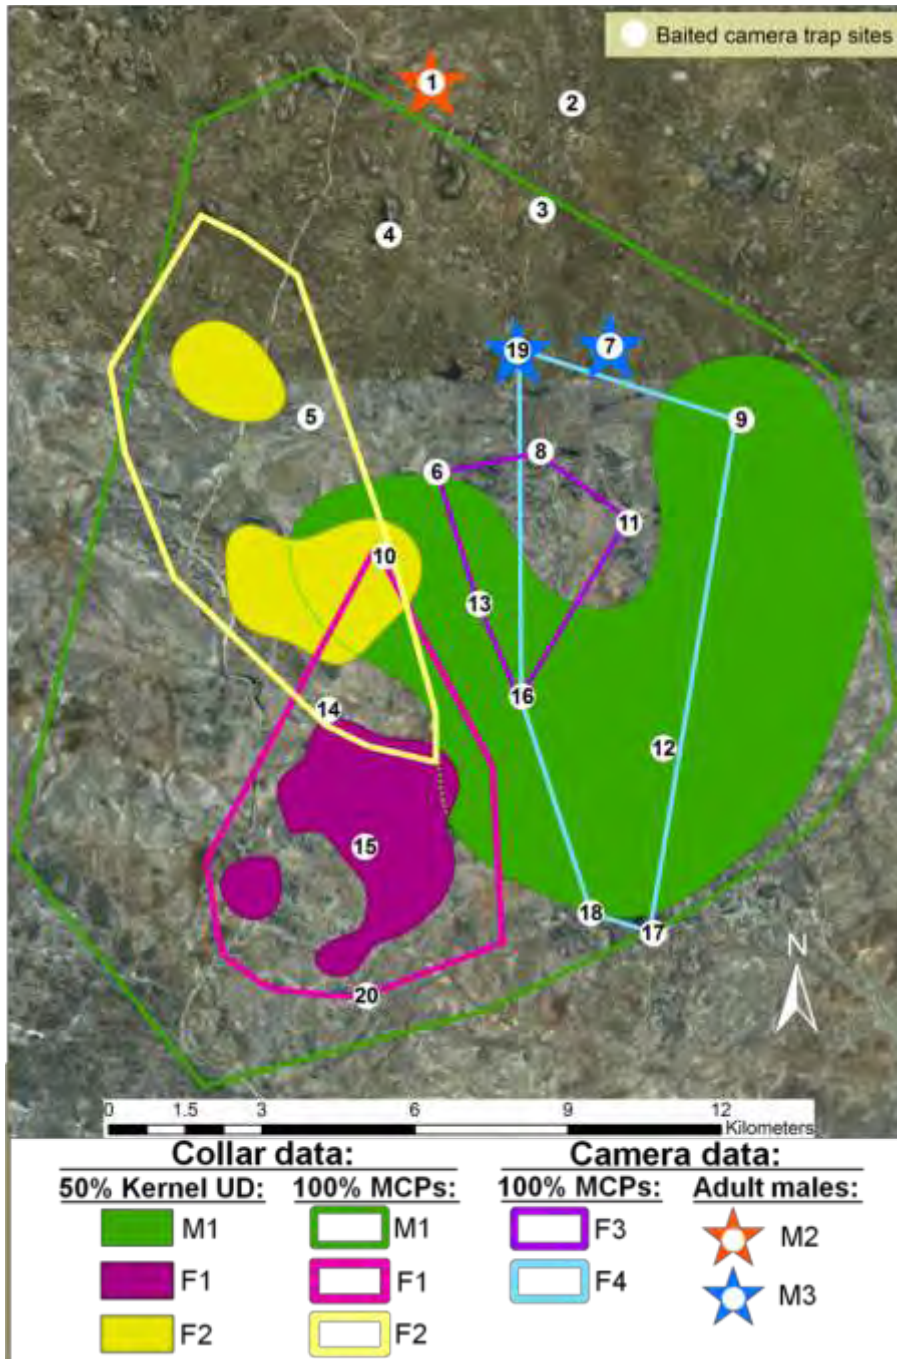 Baited camera trap sites
1
2
3
4
19
7
5
9
8
6
11
10
13
16
14
12
15
18
17
N
20
0 1.5 3 6 9 12
Kilometers
Collar data: Camera data:
50% Kernel UD: 100% MCPs: 100% MCPs: Adult males:
M1 M1 F3 M2
F1 F1 F4 M3
F2 F2